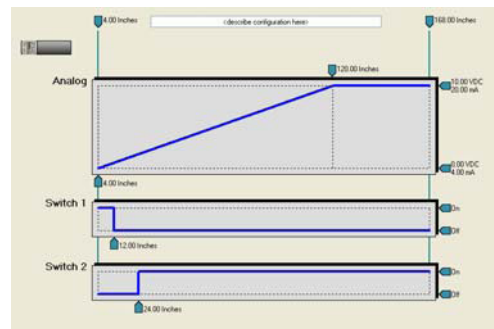 4.00 Inches
<describe configuration here>
168.00 Inches
120.00 Inches
Analog
10.00 VDC
20.00 mA
0.00 VDC
4.00 mA
4.00 Inches
Switch 1
On
Off
12.00 Inches
Switch 2
On
Off
24.00 Inches